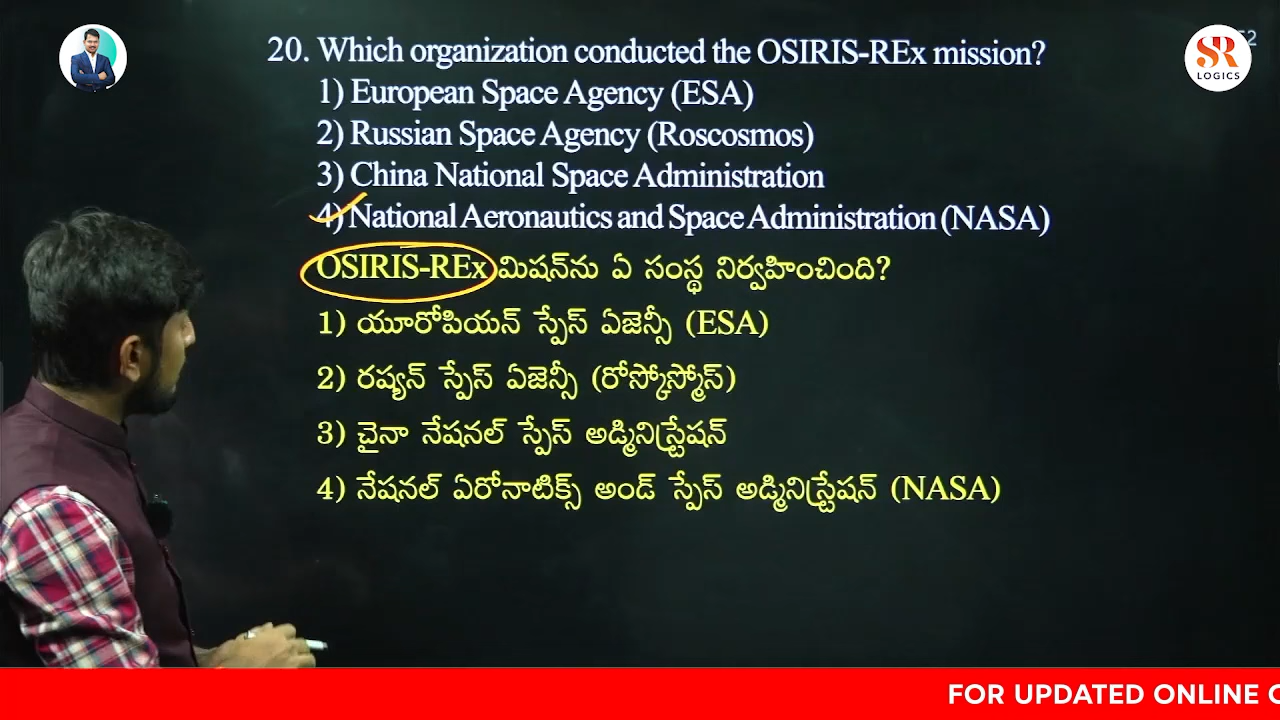 20. Which organization conducted the OSIRIS-REx mission?
1) European Space Agency (ESA)
2) Russian Space Agency (Roscosmos)
3) China National Space Administration
4) National Aeronautics and Space Administration (NASA)
OSIRIS-REx మిషన్‌ను ఏ సంస్థ నిర్వహించింది?
1) యూరోపియన్ స్పేస్ ఏజెన్సీ (ESA)
2) రష్యన్ స్పేస్ ఏజెన్సీ (రోస్కోస్మోస్)
3) చైనా నేషనల్ స్పేస్ అడ్మినిస్ట్రేషన్
4) నేషనల్ ఏరోనాటిక్స్ అండ్ స్పేస్ అడ్మినిస్ట్రేషన్ (NASA)
SR
LOGICS
FOR UPDATED ONLINE